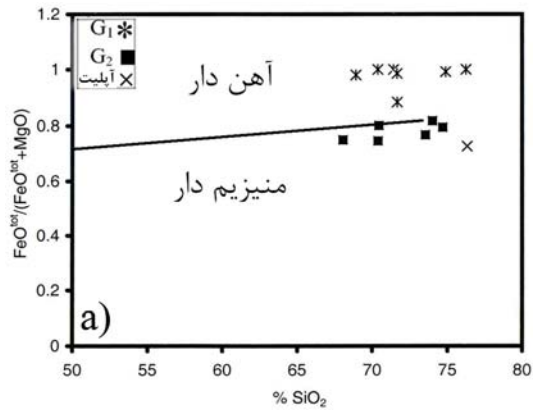 G₁ ✱
G₂ ■
آپلیت ×
آهن دار
منیزیم دار
a)
FeOᵗᵒᵗ/(FeOᵗᵒᵗ+MgO)
1.2
1
0.8
0.6
0.4
0.2
0
50 55 60 65 70 75 80
% SiO₂